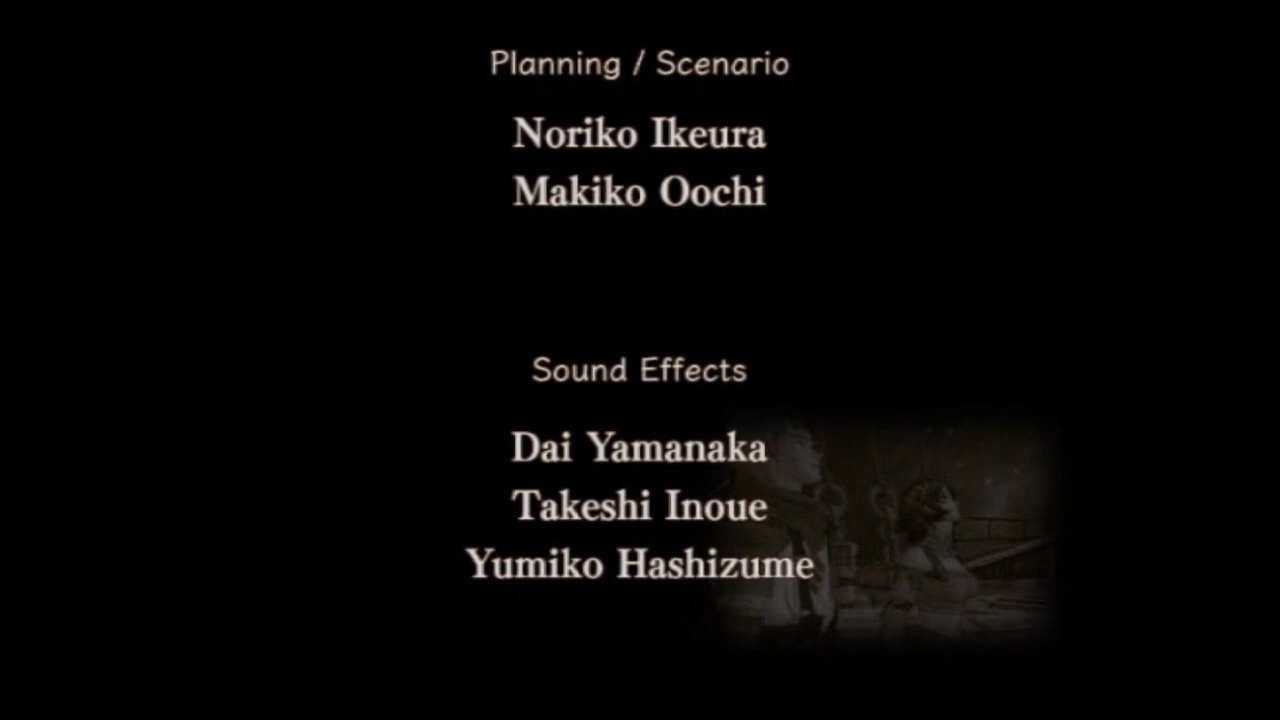 Planning / Scenario
Noriko Ikeura
Makiko Oochi
Sound Effects
Dai Yamanaka
Takeshi Inoue
Yumiko Hashizume